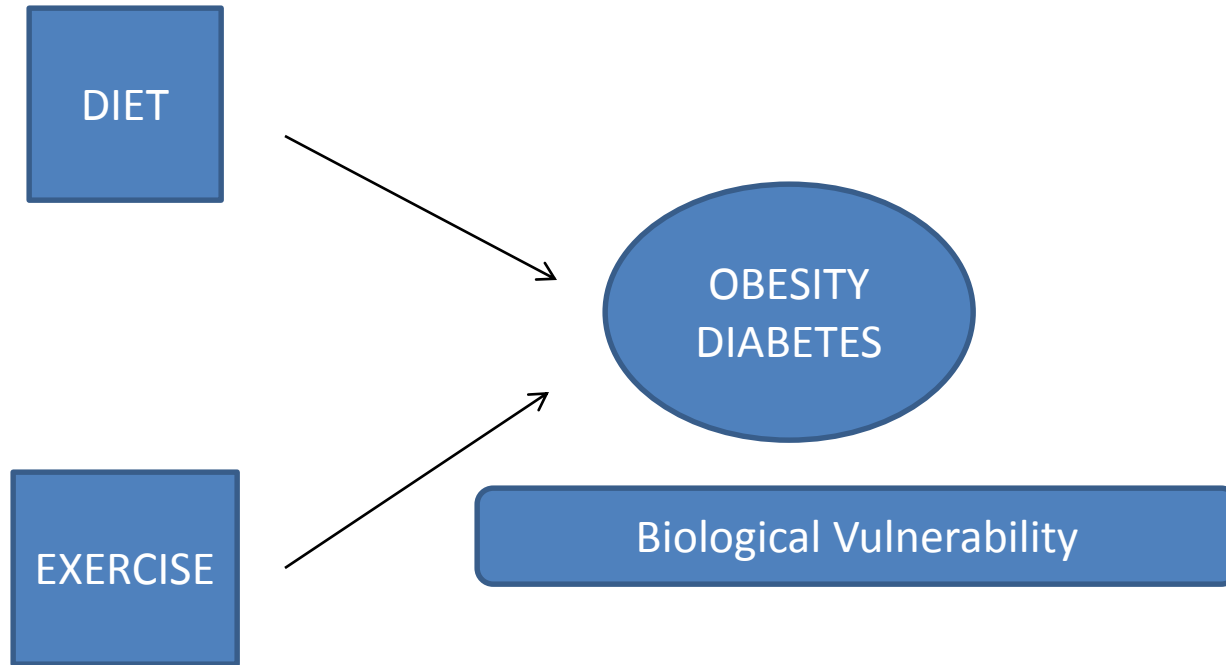 DIET
OBESITY
DIABETES
Biological Vulnerability
EXERCISE